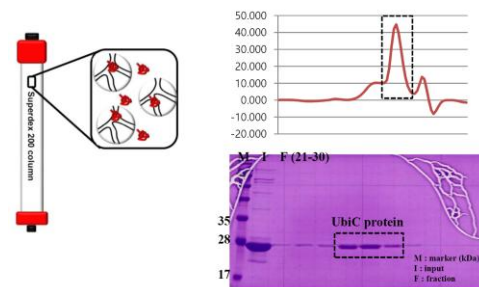 Superdex 200 column
50.000
40.000
30.000
20.000
10.000
0.000
-10.000
-20.000
M I F (21-30)
35
28
17
UbiC protein
M : marker (kDa)
I : input
F : fraction